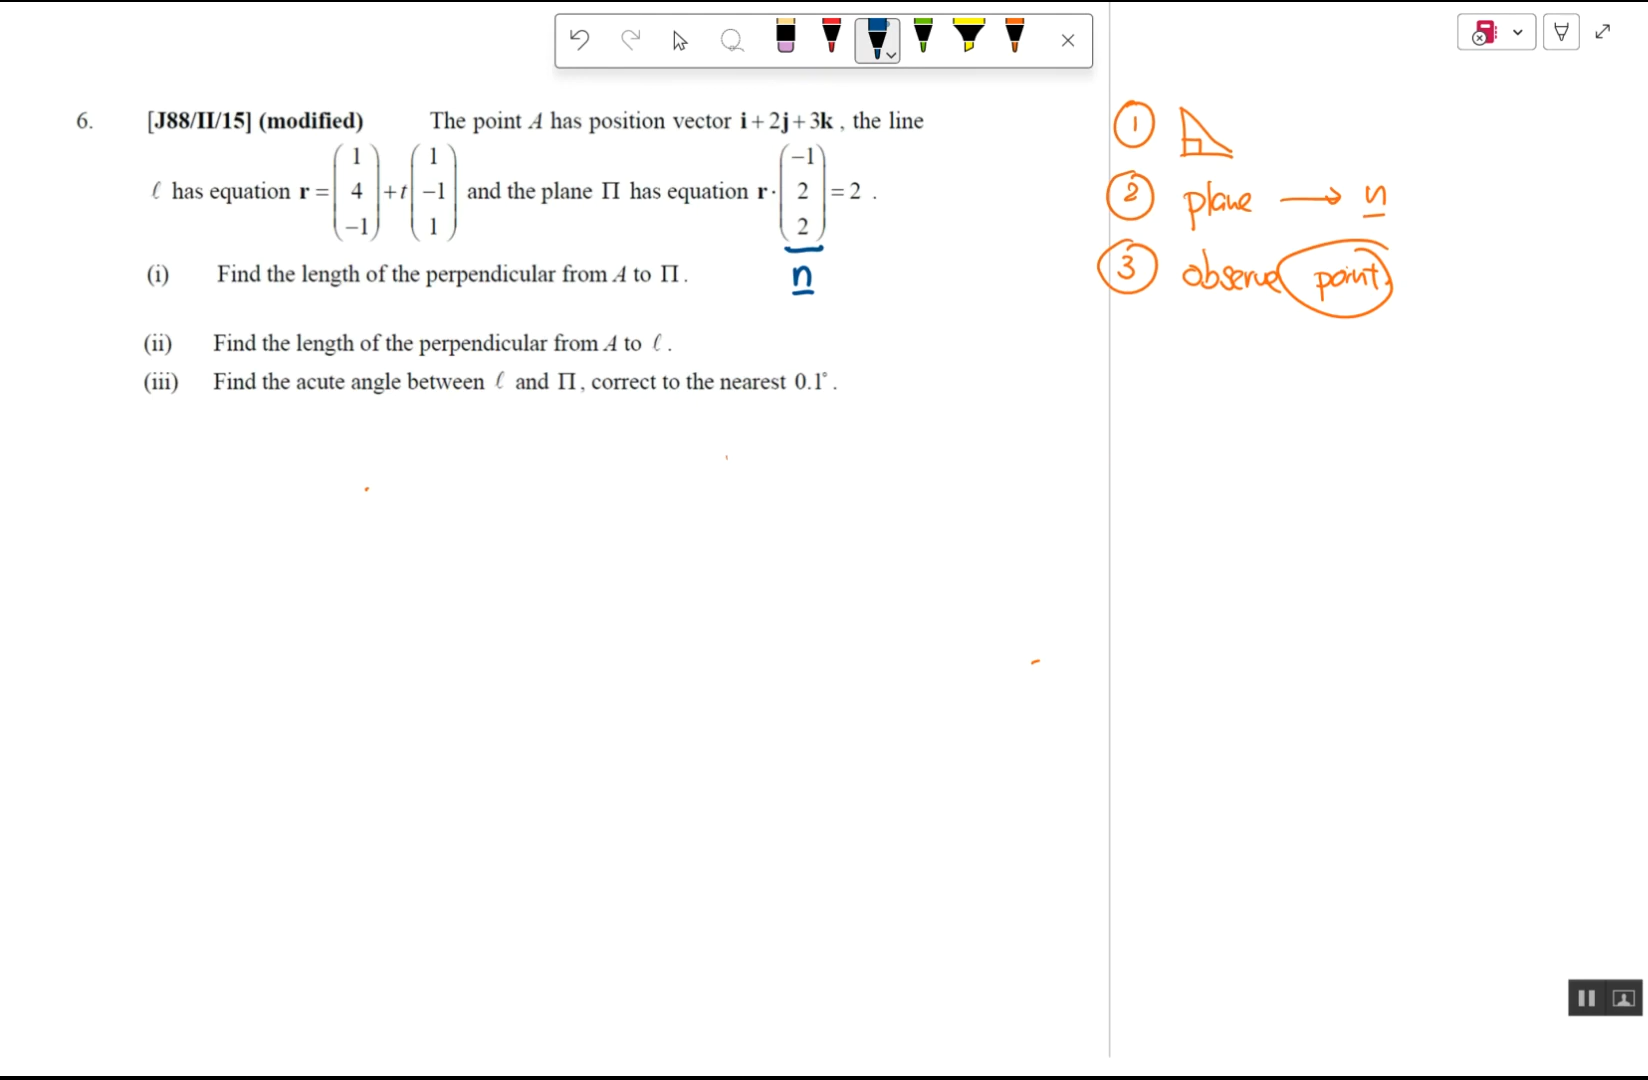 6. [J88/II/15] (modified) The point A has position vector i + 2j + 3k , the line
ℓ has equation r = (1 4 −1) + t (1 −1 1) and the plane Π has equation r · (−1 2 2) = 2 .
n
(i) Find the length of the perpendicular from A to Π .
(ii) Find the length of the perpendicular from A to ℓ .
(iii) Find the acute angle between ℓ and Π , correct to the nearest 0.1° .
1
2 plane → n
3 observe point